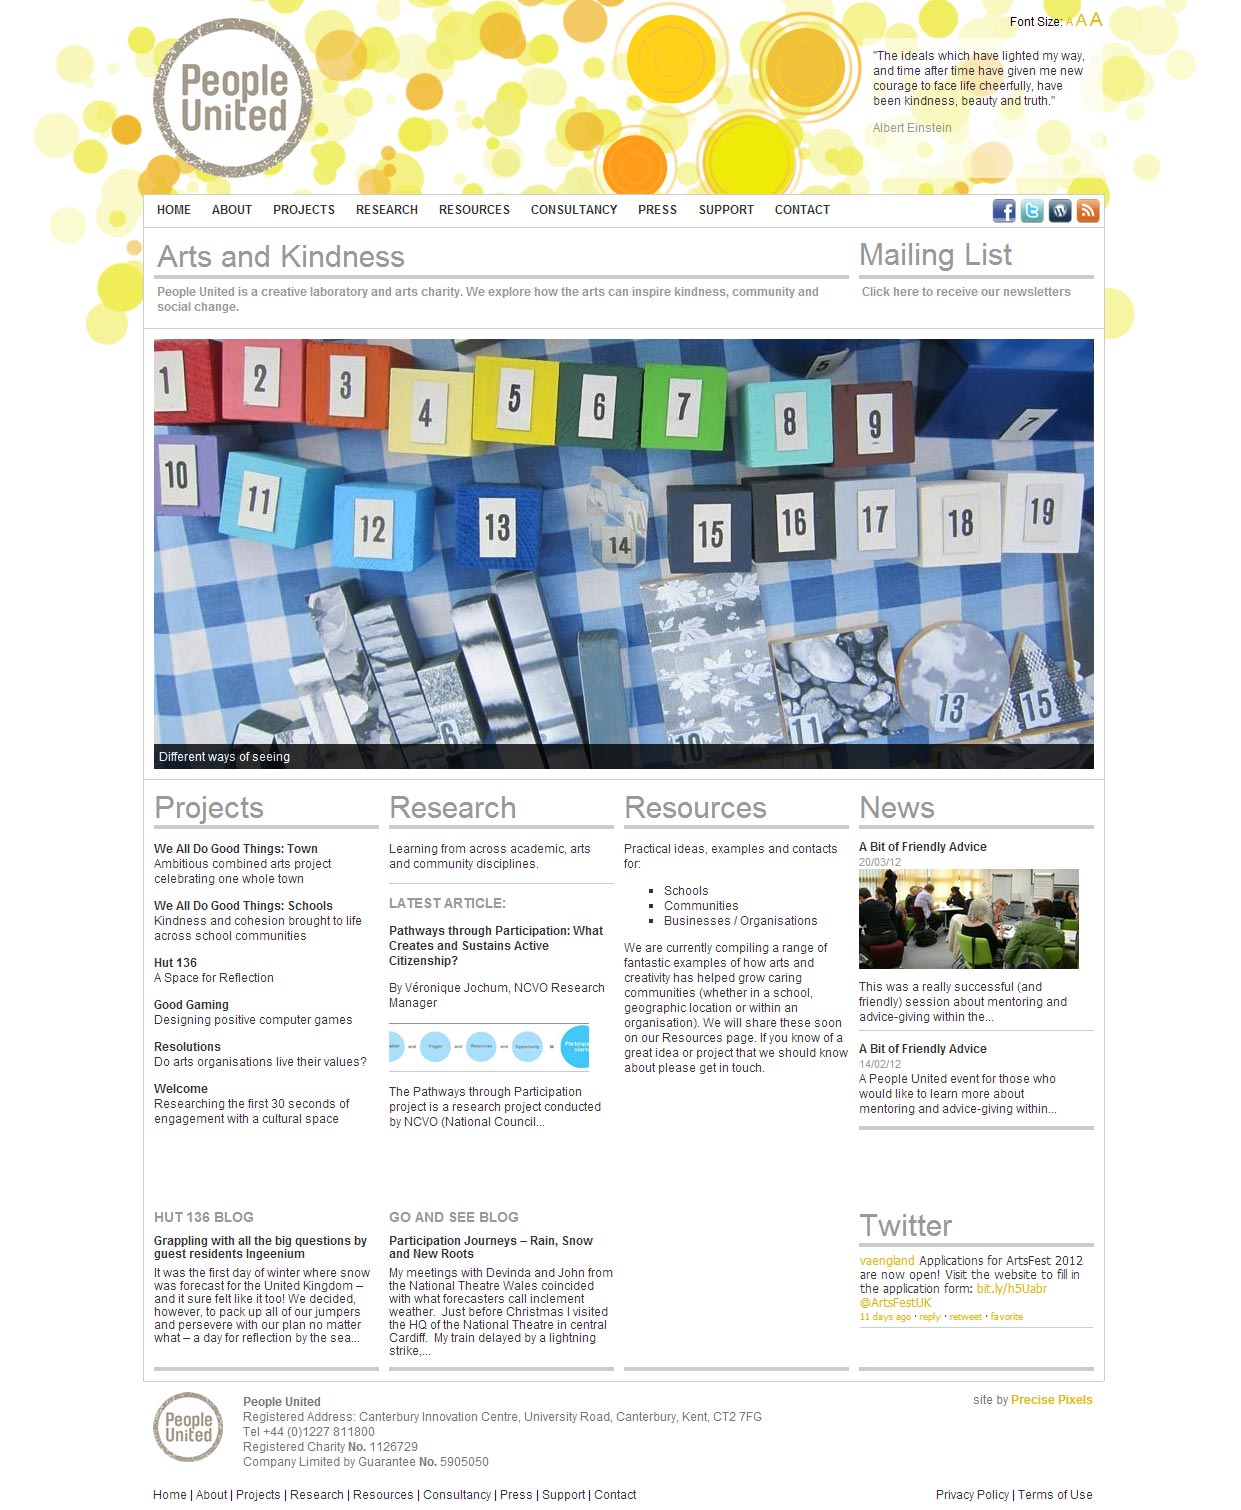 People
United
Font Size: A A A
"The ideals which have lighted my way,
and time after time have given me new
courage to face life cheerfully, have
been kindness, beauty and truth."
Albert Einstein
HOME ABOUT PROJECTS RESEARCH RESOURCES CONSULTANCY PRESS SUPPORT CONTACT
Arts and Kindness
People United is a creative laboratory and arts charity. We explore how the arts can inspire kindness, community and
social change.
Mailing List
Click here to receive our newsletters
1 2 3 4 5 6 7 8 9 5 7
10 11 12 13 14 15 16 17 18 19
6 10 11 13 15
Different ways of seeing
Projects
We All Do Good Things: Town
Ambitious combined arts project
celebrating one whole town
We All Do Good Things: Schools
Kindness and cohesion brought to life
across school communities
Hut 136
A Space for Reflection
Good Gaming
Designing positive computer games
Resolutions
Do arts organisations live their values?
Welcome
Researching the first 30 seconds of
engagement with a cultural space
Research
Learning from across academic, arts
and community disciplines.
LATEST ARTICLE:
Pathways through Participation: What
Creates and Sustains Active
Citizenship?
By Véronique Jochum, NCVO Research
Manager
and Trigger and Resources and Opportunity =
The Pathways through Participation
project is a research project conducted
by NCVO (National Council...
Resources
Practical ideas, examples and contacts
for:
Schools
Communities
Businesses / Organisations
We are currently compiling a range of
fantastic examples of how arts and
creativity has helped grow caring
communities (whether in a school,
geographic location or within an
organisation). We will share these soon
on our Resources page. If you know of a
great idea or project that we should know
about please get in touch.
News
A Bit of Friendly Advice
20/03/12
This was a really successful (and
friendly) session about mentoring and
advice-giving within the...
A Bit of Friendly Advice
14/02/12
A People United event for those who
would like to learn more about
mentoring and advice-giving within...
HUT 136 BLOG
Grappling with all the big questions by
guest residents Ingeenium
It was the first day of winter where snow
was forecast for the United Kingdom –
and it sure felt like it too! We decided,
however, to pack up all of our jumpers
and persevere with our plan no matter
what – a day for reflection by the sea...
GO AND SEE BLOG
Participation Journeys – Rain, Snow
and New Roots
My meetings with Devinda and John from
the National Theatre Wales coincided
with what forecasters call inclement
weather.  Just before Christmas I visited
the HQ of the National Theatre in central
Cardiff.  My train delayed by a lightning
strike,...
Twitter
vaengland Applications for ArtsFest 2012
are now open! Visit the website to fill in
the application form: bit.ly/h5Uabr
@ArtsFestUK
11 days ago · reply · retweet · favorite
People
United
People United
Registered Address: Canterbury Innovation Centre, University Road, Canterbury, Kent, CT2 7FG
Tel +44 (0)1227 811800
Registered Charity No. 1126729
Company Limited by Guarantee No. 5905050
site by Precise Pixels
Home | About | Projects | Research | Resources | Consultancy | Press | Support | Contact
Privacy Policy | Terms of Use